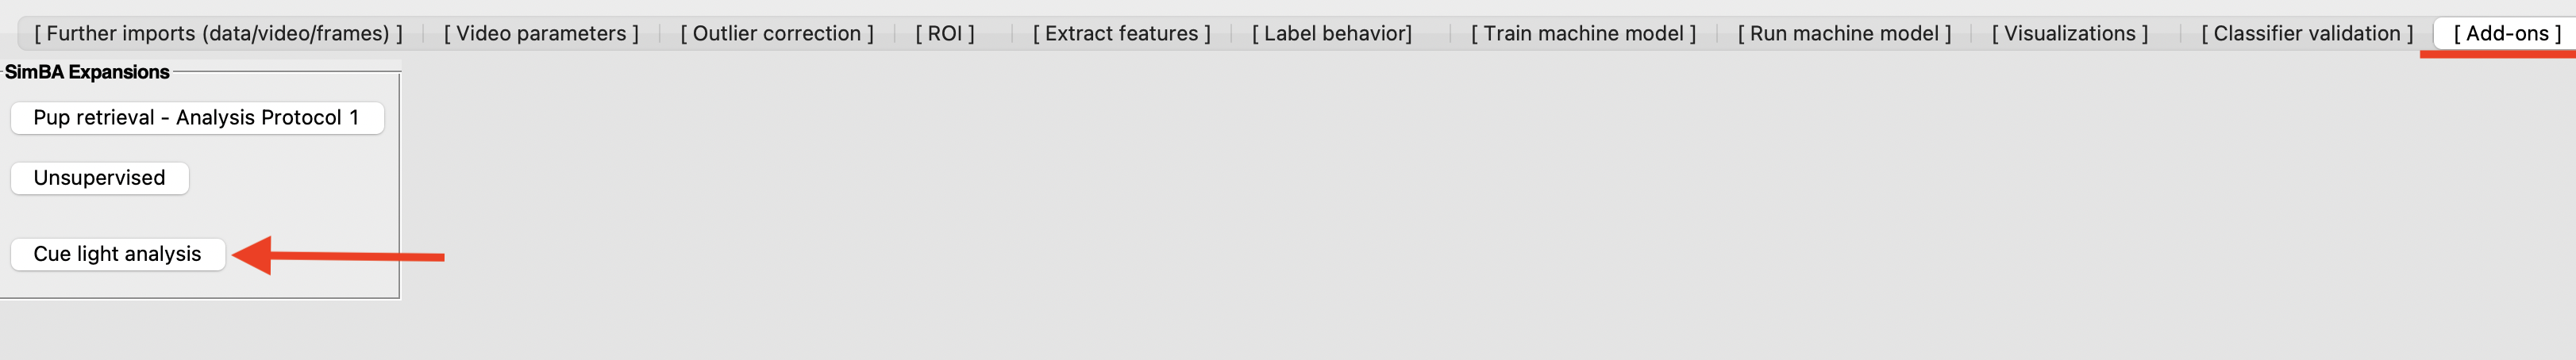 [ Further imports (data/video/frames) ] [ Video parameters ] [ Outlier correction ] [ ROI ] [ Extract features ] [ Label behavior] [ Train machine model ] [ Run machine model ] [ Visualizations ] [ Classifier validation ] [ Add-ons ]
SimBA Expansions
Pup retrieval - Analysis Protocol 1
Unsupervised
Cue light analysis